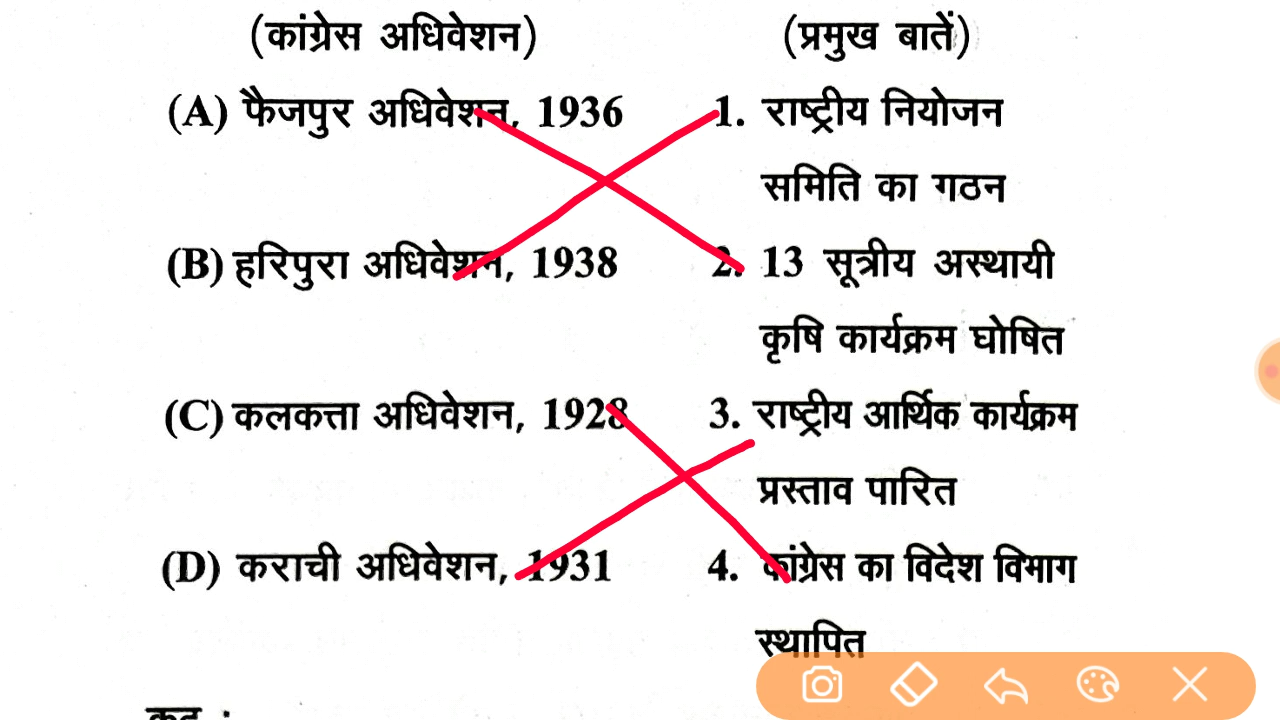 (कांग्रेस अधिवेशन) (प्रमुख बातें)
(A) फैजपुर अधिवेशन, 1936 1. राष्ट्रीय नियोजन
समिति का गठन
(B) हरिपुरा अधिवेशन, 1938 2. 13 सूत्रीय अस्थायी
कृषि कार्यक्रम घोषित
(C) कलकत्ता अधिवेशन, 1928 3. राष्ट्रीय आर्थिक कार्यक्रम
प्रस्ताव पारित
(D) कराची अधिवेशन, 1931 4. कांग्रेस का विदेश विभाग
स्थापित